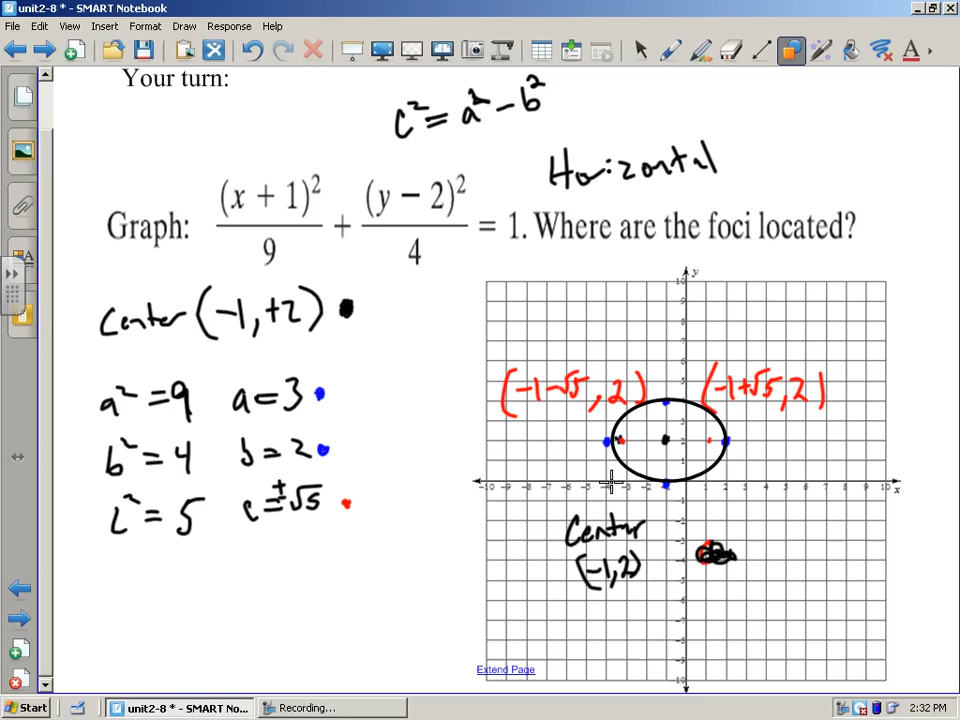 unit2-8 * - SMART Notebook
File Edit View Insert Format Draw Response Help
Your turn:
c² = a² - b²
Horizontal
Graph: (x + 1)²/9 + (y − 2)²/4 = 1. Where are the foci located?
Center (-1, +2)
a² = 9 a = 3
b² = 4 b = 2
c² = 5 c = ±√5
y
(-1-√5, 2) (-1+√5, 2)
x
Center
(-1, 2)
Extend Page
Start unit2-8 * - SMART No... Recording... 2:32 PM